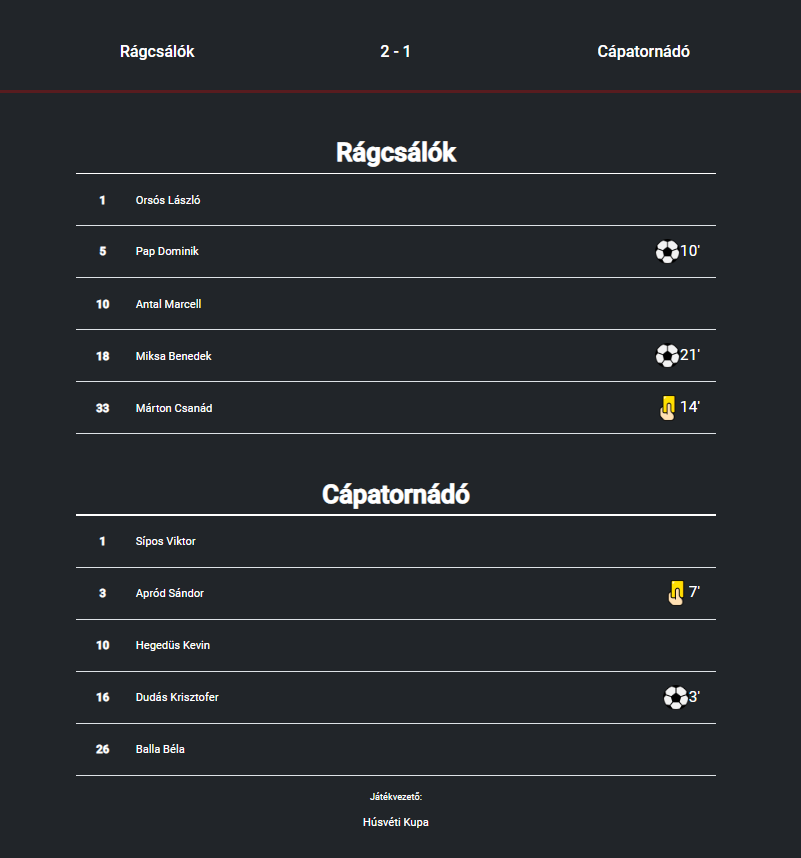 Rágcsálók 2 - 1 Cápatornádó
Rágcsálók
1 Orsós László
5 Pap Dominik 10'
10 Antal Marcell
18 Miksa Benedek 21'
33 Márton Csanád 14'
Cápatornádó
1 Sípos Viktor
3 Apród Sándor 7'
10 Hegedüs Kevin
16 Dudás Krisztofer 3'
26 Balla Béla
Játékvezető:
Húsvéti Kupa